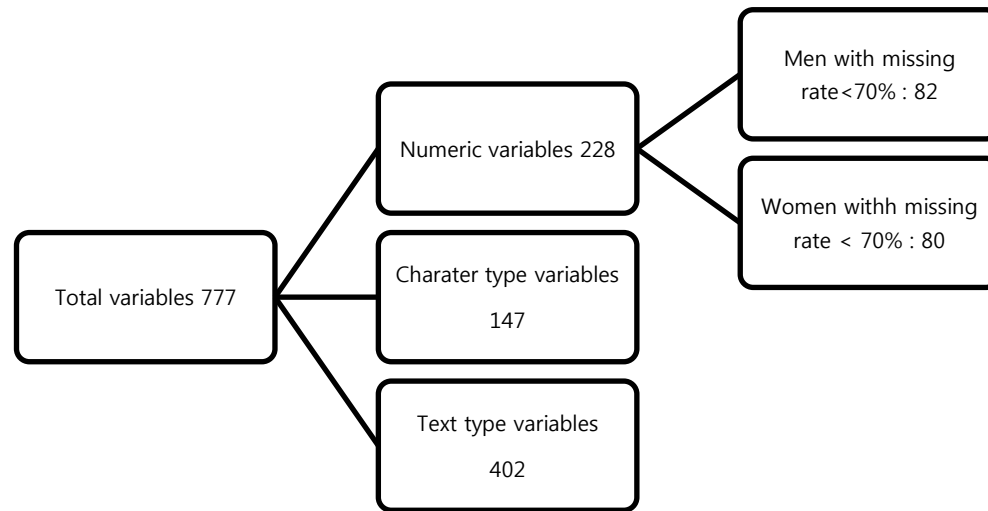 Total variables 777
Numeric variables 228
Charater type variables
147
Text type variables
402
Men with missing
rate<70% : 82
Women withh missing
rate < 70% : 80